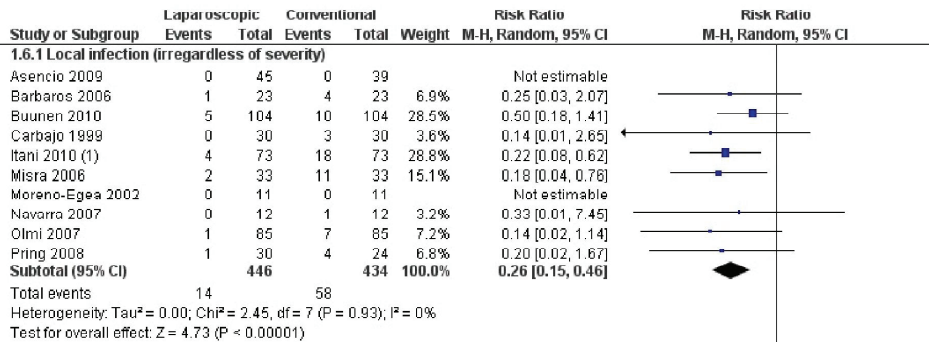 Laparoscopic Conventional Risk Ratio Risk Ratio
Study or Subgroup Events Total Events Total Weight M-H, Random, 95% CI M-H, Random, 95% CI
1.6.1 Local infection (irregardless of severity)
Asencio 2009 0 45 0 39 Not estimable
Barbaros 2006 1 23 4 23 6.9% 0.25 [0.03, 2.07]
Buunen 2010 5 104 10 104 28.5% 0.50 [0.18, 1.41]
Carbajo 1999 0 30 3 30 3.6% 0.14 [0.01, 2.65]
Itani 2010 (1) 4 73 18 73 28.8% 0.22 [0.08, 0.62]
Misra 2006 2 33 11 33 15.1% 0.18 [0.04, 0.76]
Moreno-Egea 2002 0 11 0 11 Not estimable
Navarra 2007 0 12 1 12 3.2% 0.33 [0.01, 7.45]
Olmi 2007 1 85 7 85 7.2% 0.14 [0.02, 1.14]
Pring 2008 1 30 4 24 6.8% 0.20 [0.02, 1.67]
Subtotal (95% CI) 446 434 100.0% 0.26 [0.15, 0.46]
Total events 14 58
Heterogeneity: Tau² = 0.00; Chi² = 2.45, df = 7 (P = 0.93); I² = 0%
Test for overall effect: Z = 4.73 (P < 0.00001)